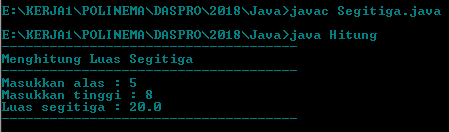 E:\KERJA1\POLINEMA\DASPRO\2018\Java>javac Segitiga.java
E:\KERJA1\POLINEMA\DASPRO\2018\Java>java Hitung
------------------------------------
Menghitung Luas Segitiga
------------------------------------
Masukkan alas : 5
Masukkan tinggi : 8
Luas segitiga : 20.0
------------------------------------